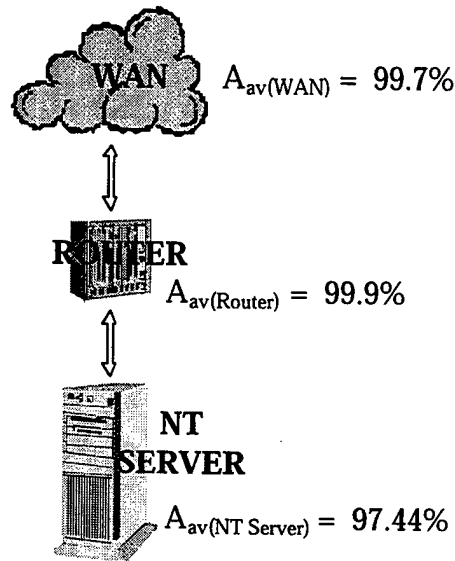 WAN A_av(WAN) = 99.7%
ROUTER
A_av(Router) = 99.9%
NT
SERVER
A_av(NT Server) = 97.44%